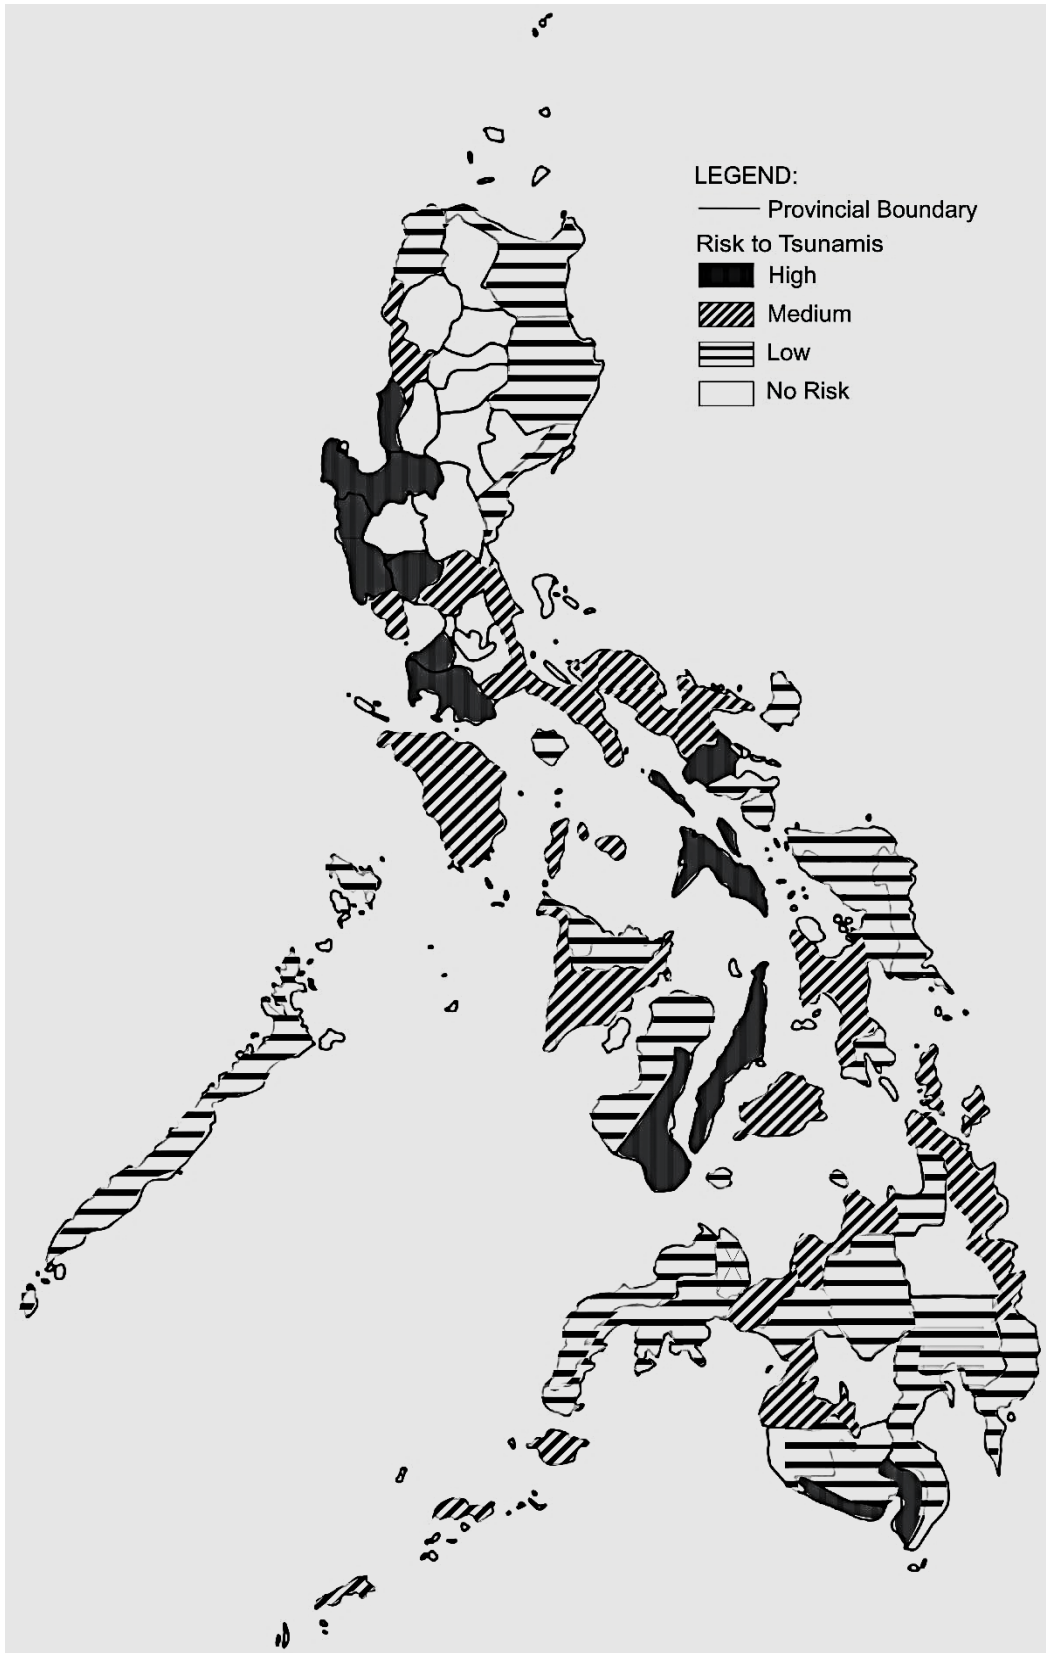 LEGEND:
Provincial Boundary
Risk to Tsunamis
High
Medium
Low
No Risk